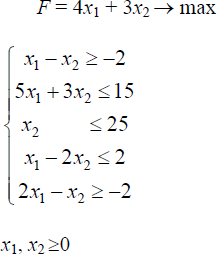 F = 4x₁ + 3x₂ → max
x₁ − x₂ ≥ −2
5x₁ + 3x₂ ≤ 15
x₂ ≤ 25
x₁ − 2x₂ ≤ 2
2x₁ − x₂ ≥ −2
x₁, x₂ ≥ 0